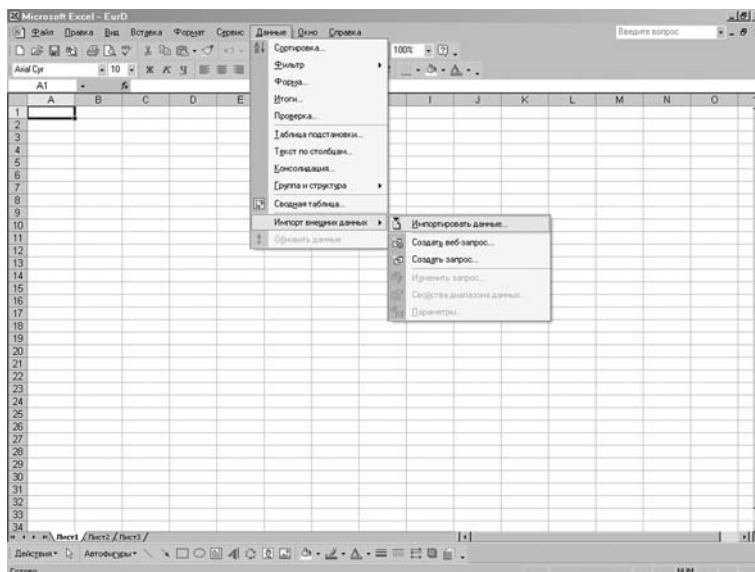 Microsoft Excel - EurD
Файл Правка Вид Вставка Формат Сервис Данные Окно Справка
Введите вопрос
100%
Arial Cyr 10 Ж К Ч
A1 fx
A B C D E I J K L M N O
Сортировка...
Фильтр
Форма...
Итоги...
Проверка...
Таблица подстановки...
Текст по столбцам...
Консолидация...
Группа и структура
Сводная таблица...
Импорт внешних данных
Обновить данные
Импортировать данные...
Создать веб-запрос...
Создать запрос...
Изменить запрос...
Свойства диапазона данных...
Параметры...
1
2
3
4
5
6
7
8
9
10
11
12
13
14
15
16
17
18
19
20
21
22
23
24
25
26
27
28
29
30
31
32
33
34
Лист1 Лист2 Лист3
Действия Автофигуры
Готово NUM